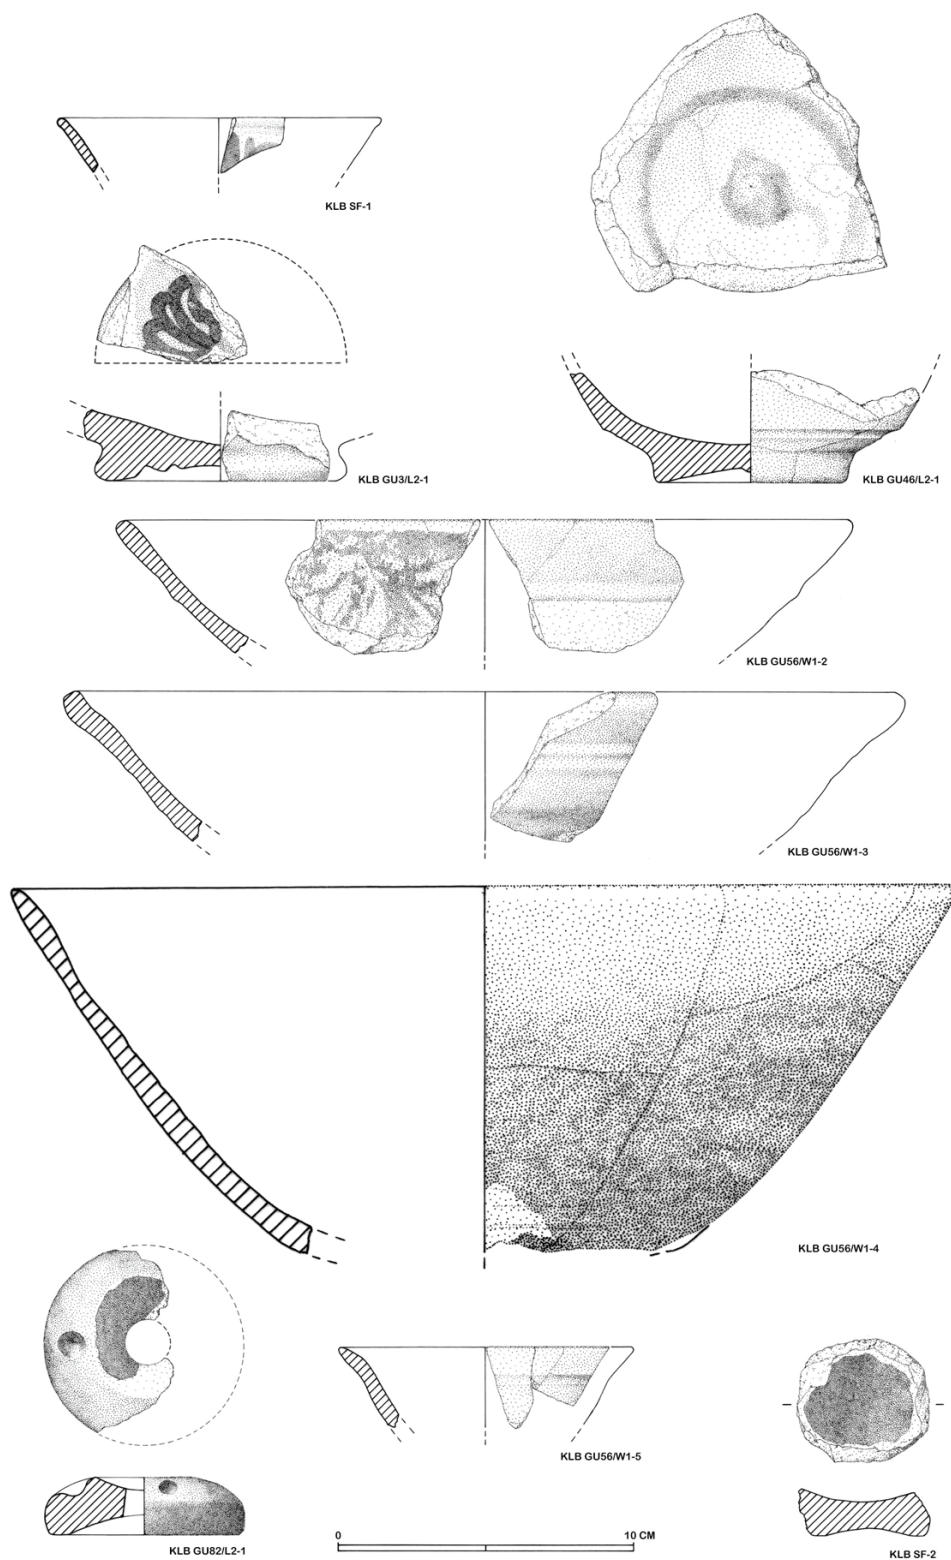 KLB SF-1
KLB GU3/L2-1
KLB GU46/L2-1
KLB GU56/W1-2
KLB GU56/W1-3
KLB GU56/W1-4
KLB GU56/W1-5
KLB GU82/L2-1
0 10 CM
KLB SF-2